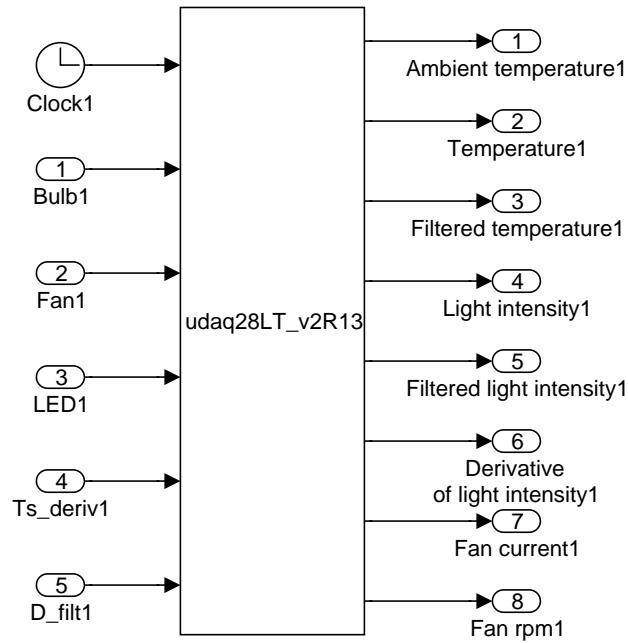 Clock1
1
Bulb1
2
Fan1
3
LED1
4
Ts_deriv1
5
D_filt1
udaq28LT_v2R13
1
Ambient temperature1
2
Temperature1
3
Filtered temperature1
4
Light intensity1
5
Filtered light intensity1
6
Derivative
of light intensity1
7
Fan current1
8
Fan rpm1